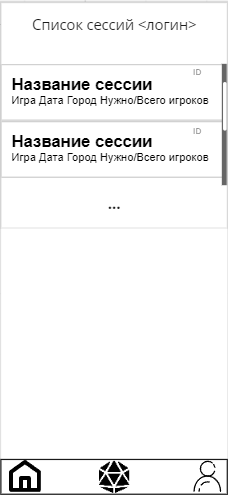 Список сессий <логин>
ID
Название сессии
Игра Дата Город Нужно/Всего игроков
ID
Название сессии
Игра Дата Город Нужно/Всего игроков
...